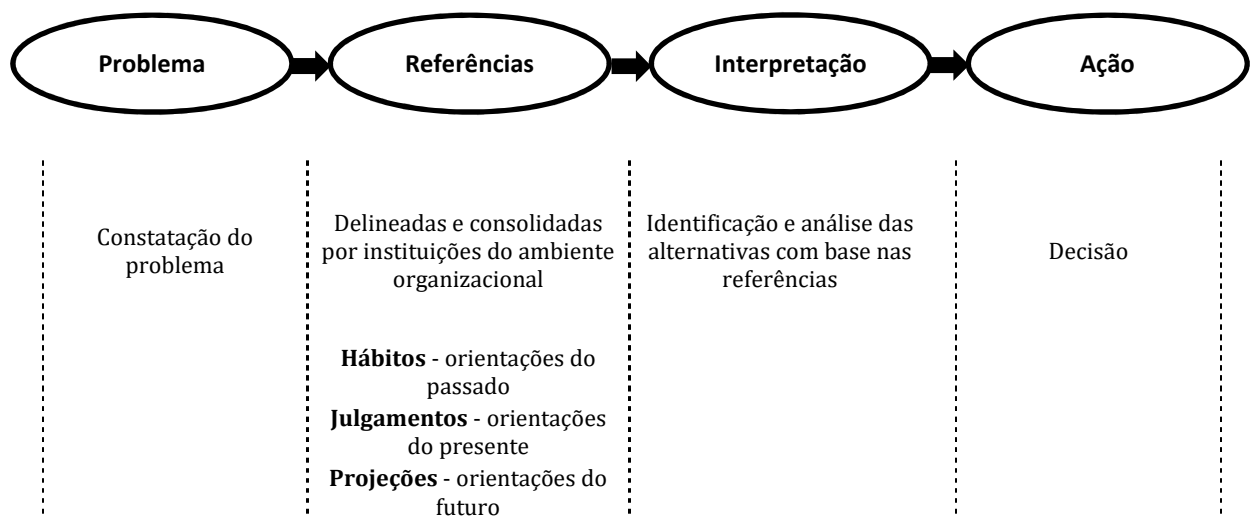 Problema
Referências
Interpretação
Ação
Constatação do
problema
Delineadas e consolidadas
por instituições do ambiente
organizacional
Hábitos - orientações do
passado
Julgamentos - orientações
do presente
Projeções - orientações do
futuro
Identificação e análise das
alternativas com base nas
referências
Decisão